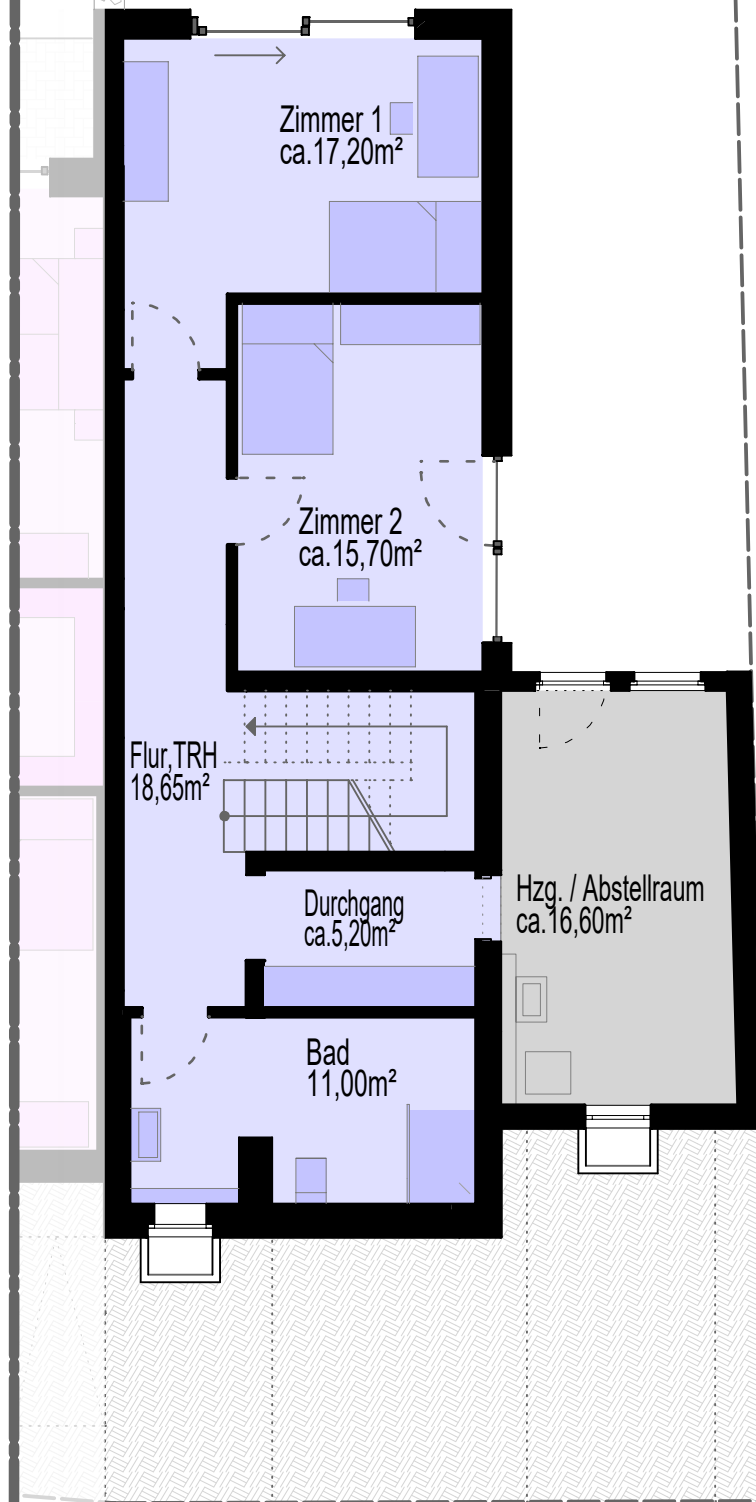 Zimmer 1
ca.17,20m²
Zimmer 2
ca.15,70m²
Flur,TRH
18,65m²
Durchgang
ca.5,20m²
Hzg. / Abstellraum
ca.16,60m²
Bad
11,00m²